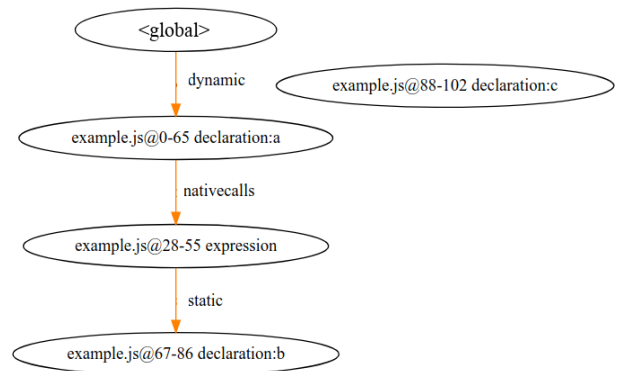 <global>
dynamic
example.js@88-102 declaration:c
example.js@0-65 declaration:a
nativecalls
example.js@28-55 expression
static
example.js@67-86 declaration:b